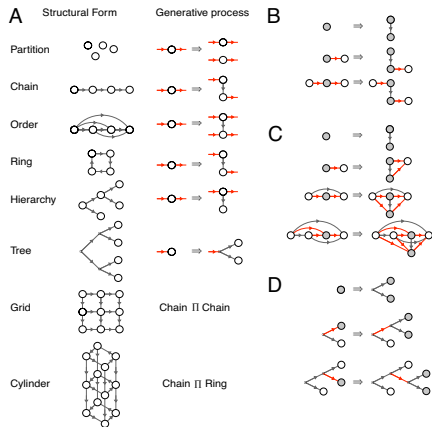 A Structural Form Generative process
Partition
Chain
Order
Ring
Hierarchy
Tree
Grid Chain Π Chain
Cylinder Chain Π Ring
B
C
D